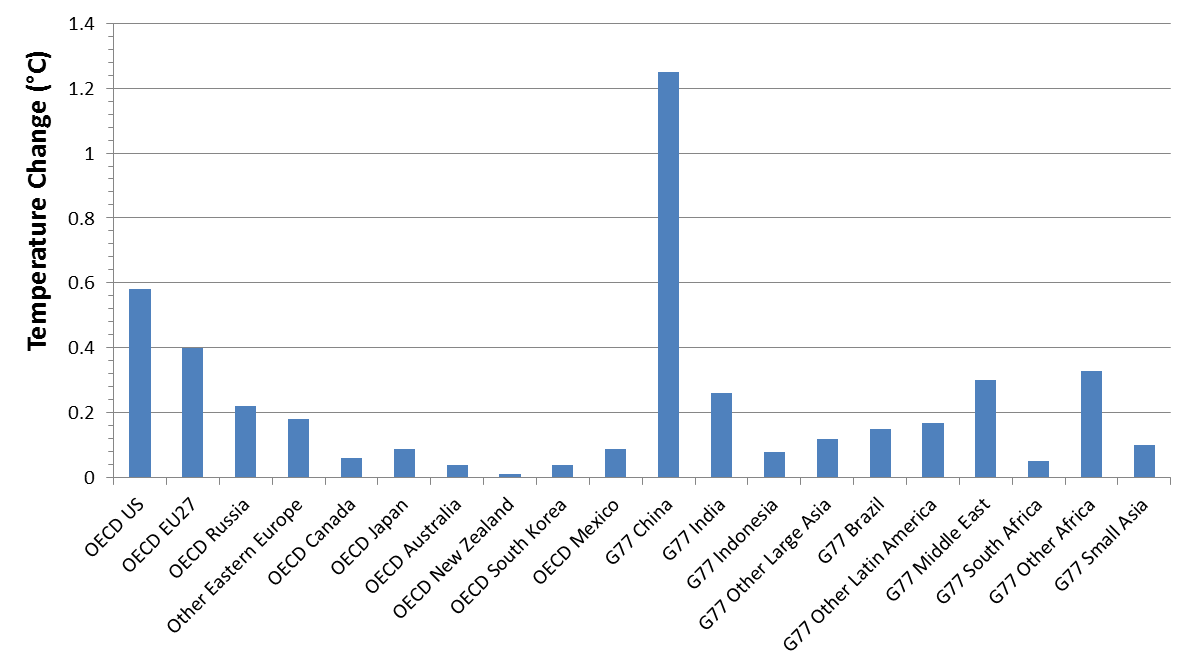 Temperature Change (°C)
1.4
1.2
1
0.8
0.6
0.4
0.2
0
OECD US
OECD EU27
OECD Russia
Other Eastern Europe
OECD Canada
OECD Japan
OECD Australia
OECD New Zealand
OECD South Korea
OECD Mexico
G77 China
G77 India
G77 Indonesia
G77 Other Large Asia
G77 Brazil
G77 Other Latin America
G77 Middle East
G77 South Africa
G77 Other Africa
G77 Small Asia